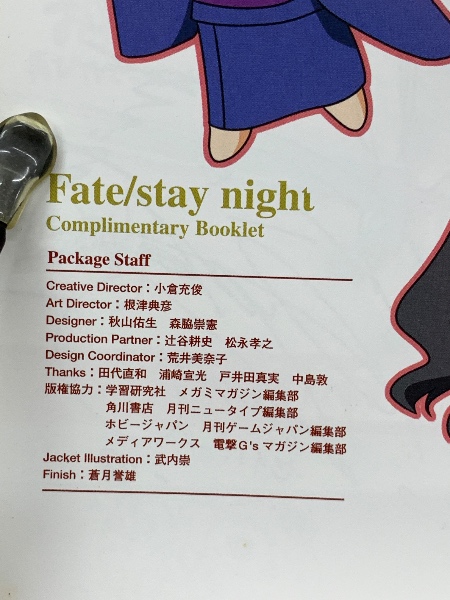 Fate/stay night
Complimentary Booklet
Package Staff
Creative Director：小倉充俊
Art Director：根津典彦
Designer：秋山佑生　森脇崇憲
Production Partner：辻谷耕史　松永孝之
Design Coordinator：荒井美奈子
Thanks：田代直和　浦崎宣光　戸井田真実　中島敦
版権協力：学習研究社　メガミマガジン編集部
角川書店　月刊ニュータイプ編集部
ホビージャパン　月刊ゲームジャパン編集部
メディアワークス　電撃G'sマガジン編集部
Jacket Illustration：武内崇
Finish：蒼月誉雄